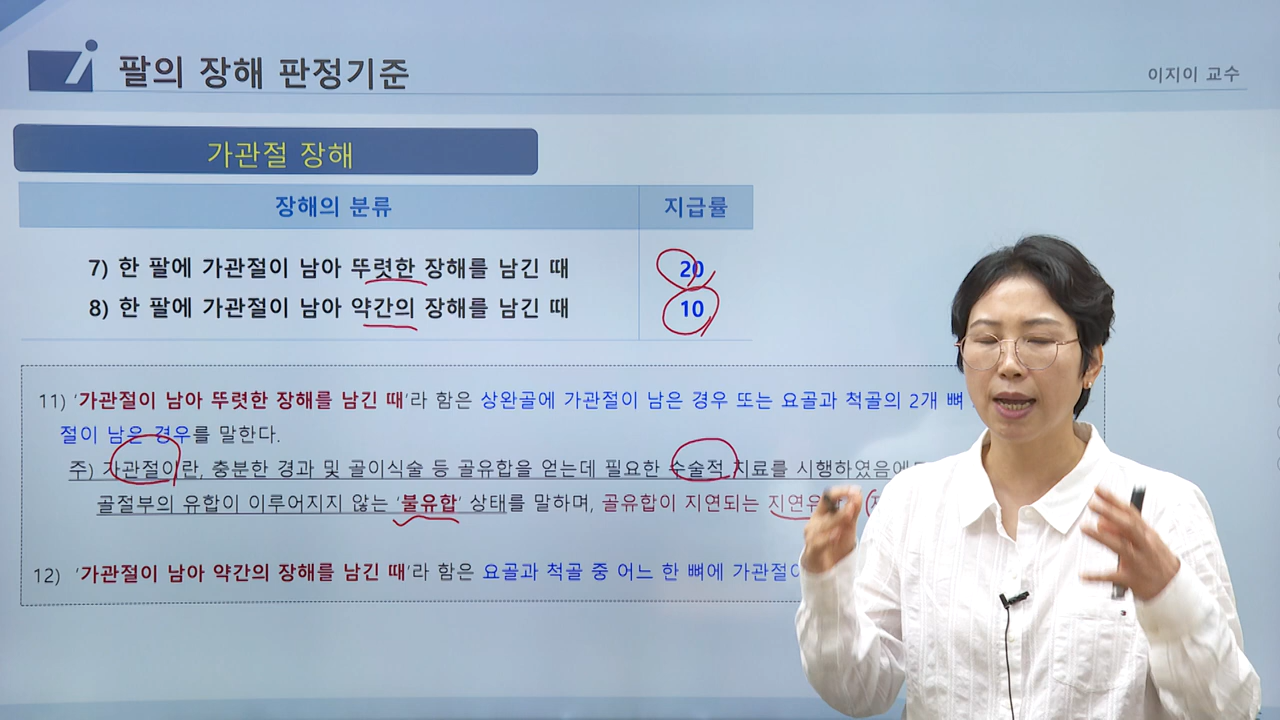 팔의 장해 판정기준
이지이 교수
가관절 장해
장해의 분류 지급률
7) 한 팔에 가관절이 남아 뚜렷한 장해를 남긴 때 20
8) 한 팔에 가관절이 남아 약간의 장해를 남긴 때 10
11) ‘가관절이 남아 뚜렷한 장해를 남긴 때’라 함은 상완골에 가관절이 남은 경우 또는 요골과 척골의 2개 뼈
절이 남은 경우를 말한다.
주) 가관절이란, 충분한 경과 및 골이식술 등 골유합을 얻는데 필요한 수술적 치료를 시행하였음에도
골절부의 유합이 이루어지지 않는 ‘불유합’ 상태를 말하며, 골유합이 지연되는
12) ‘가관절이 남아 약간의 장해를 남긴 때’라 함은 요골과 척골 중 어느 한 뼈에 가관절이